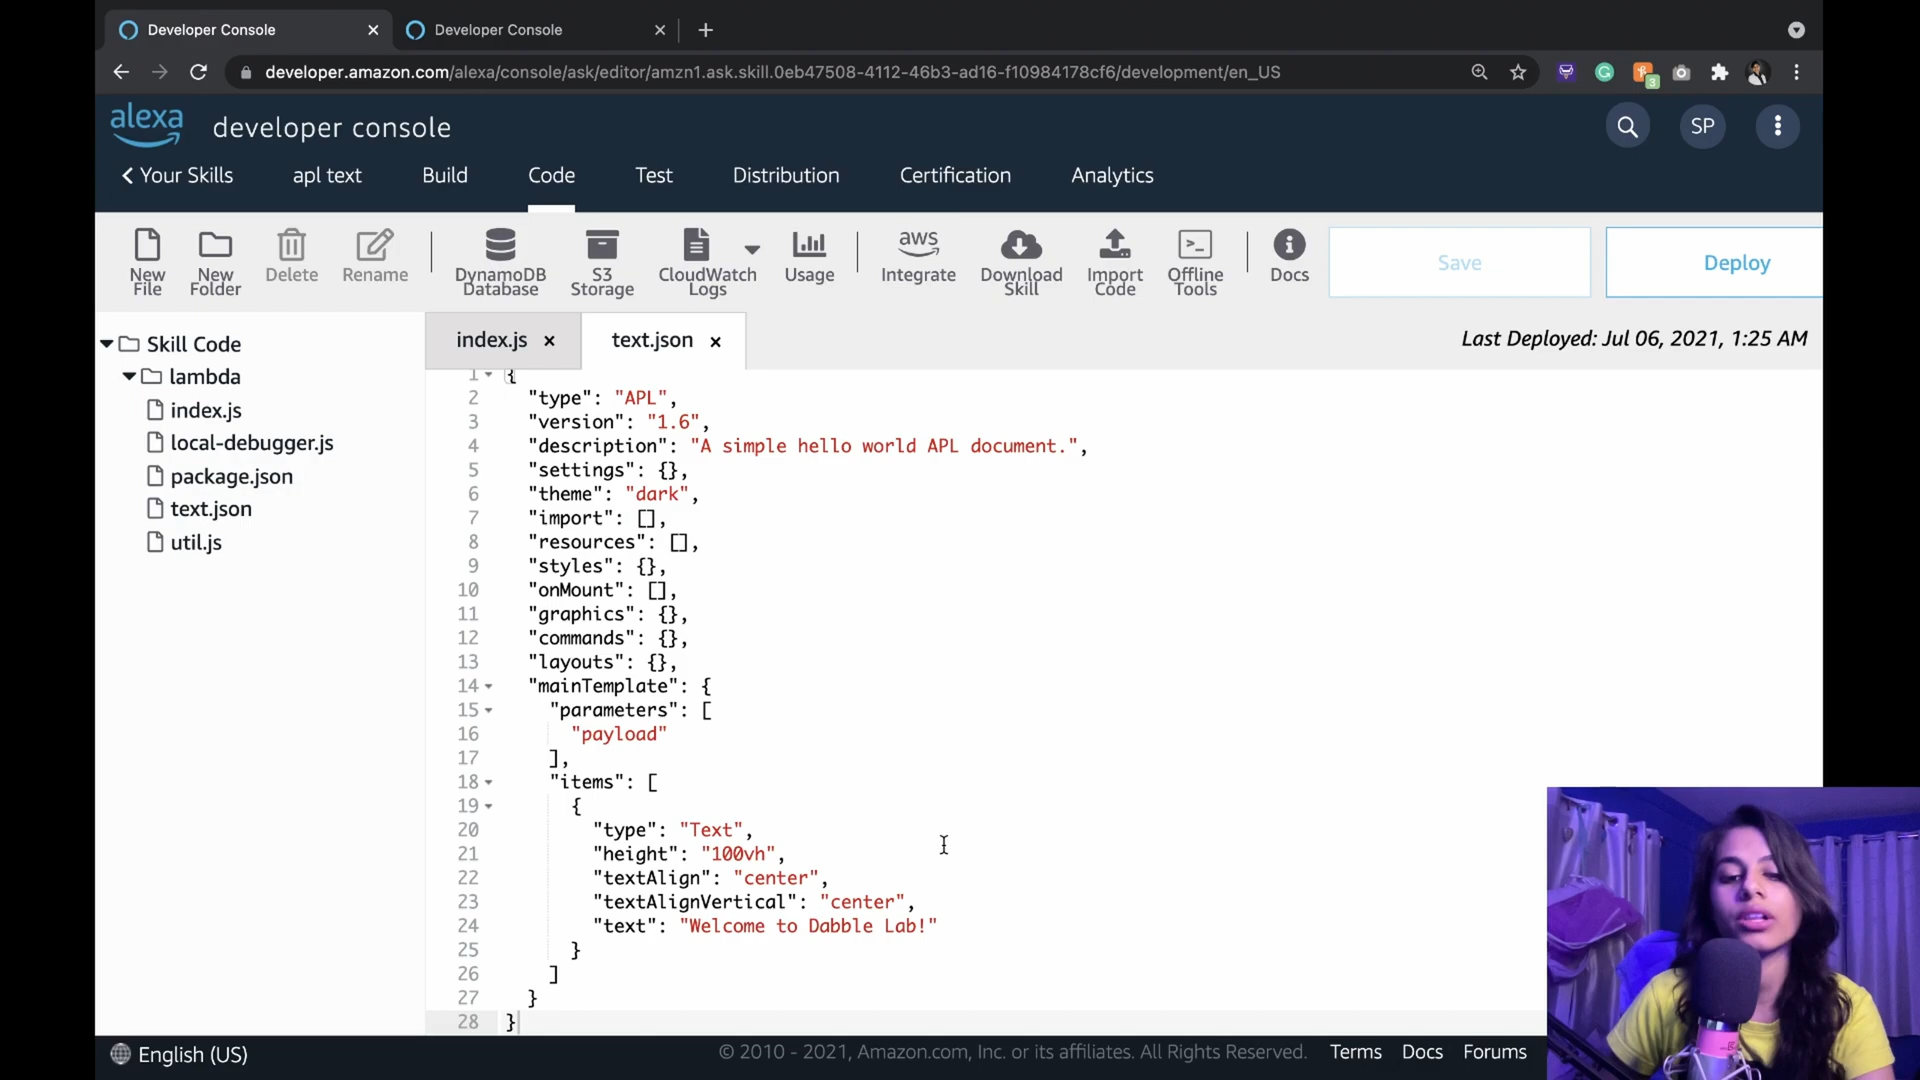 Developer Console
Developer Console
developer.amazon.com/alexa/console/ask/editor/amzn1.ask.skill.0eb47508-4112-46b3-ad16-f10984178cf6/development/en_US
3
alexa developer console
SP
Your Skills apl text Build Code Test Distribution Certification Analytics
New File
New Folder
Delete
Rename
DynamoDB Database
S3 Storage
CloudWatch Logs
Usage
aws Integrate
Download Skill
Import Code
Offline Tools
Docs
Save
Deploy
Skill Code
lambda
index.js
local-debugger.js
package.json
text.json
util.js
index.js
text.json
Last Deployed: Jul 06, 2021, 1:25 AM
1 {
2 "type": "APL",
3 "version": "1.6",
4 "description": "A simple hello world APL document.",
5 "settings": {},
6 "theme": "dark",
7 "import": [],
8 "resources": [],
9 "styles": {},
10 "onMount": [],
11 "graphics": {},
12 "commands": {},
13 "layouts": {},
14 "mainTemplate": {
15 "parameters": [
16 "payload"
17 ],
18 "items": [
19 {
20 "type": "Text",
21 "height": "100vh",
22 "textAlign": "center",
23 "textAlignVertical": "center",
24 "text": "Welcome to Dabble Lab!"
25 }
26 ]
27 }
28 }
English (US)
© 2010 - 2021, Amazon.com, Inc. or its affiliates. All Rights Reserved. Terms Docs Forums